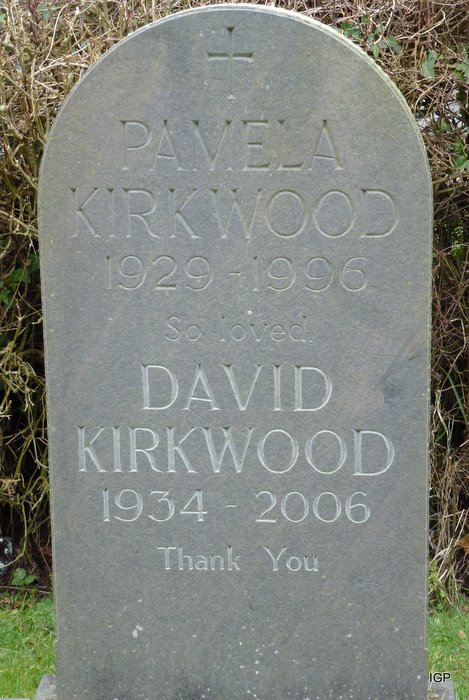 PAMELA
KIRKWOOD
1929 - 1996
So loved.
DAVID
KIRKWOOD
1934 - 2006
Thank You
IGP